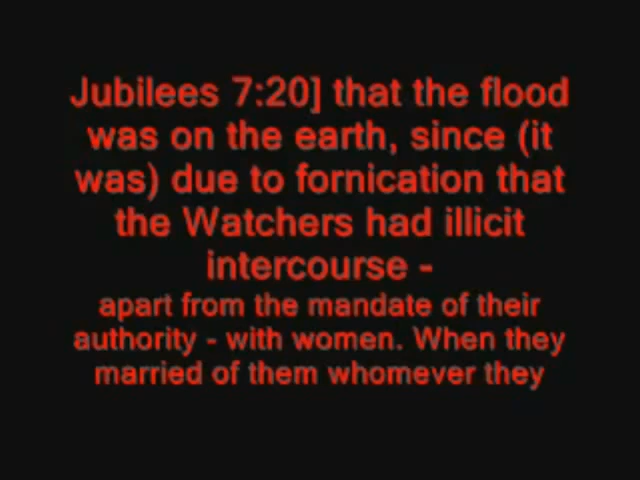 Jubilees 7:20] that the flood
was on the earth, since (it
was) due to fornication that
the Watchers had illicit
intercourse -
apart from the mandate of their
authority - with women. When they
married of them whomever they